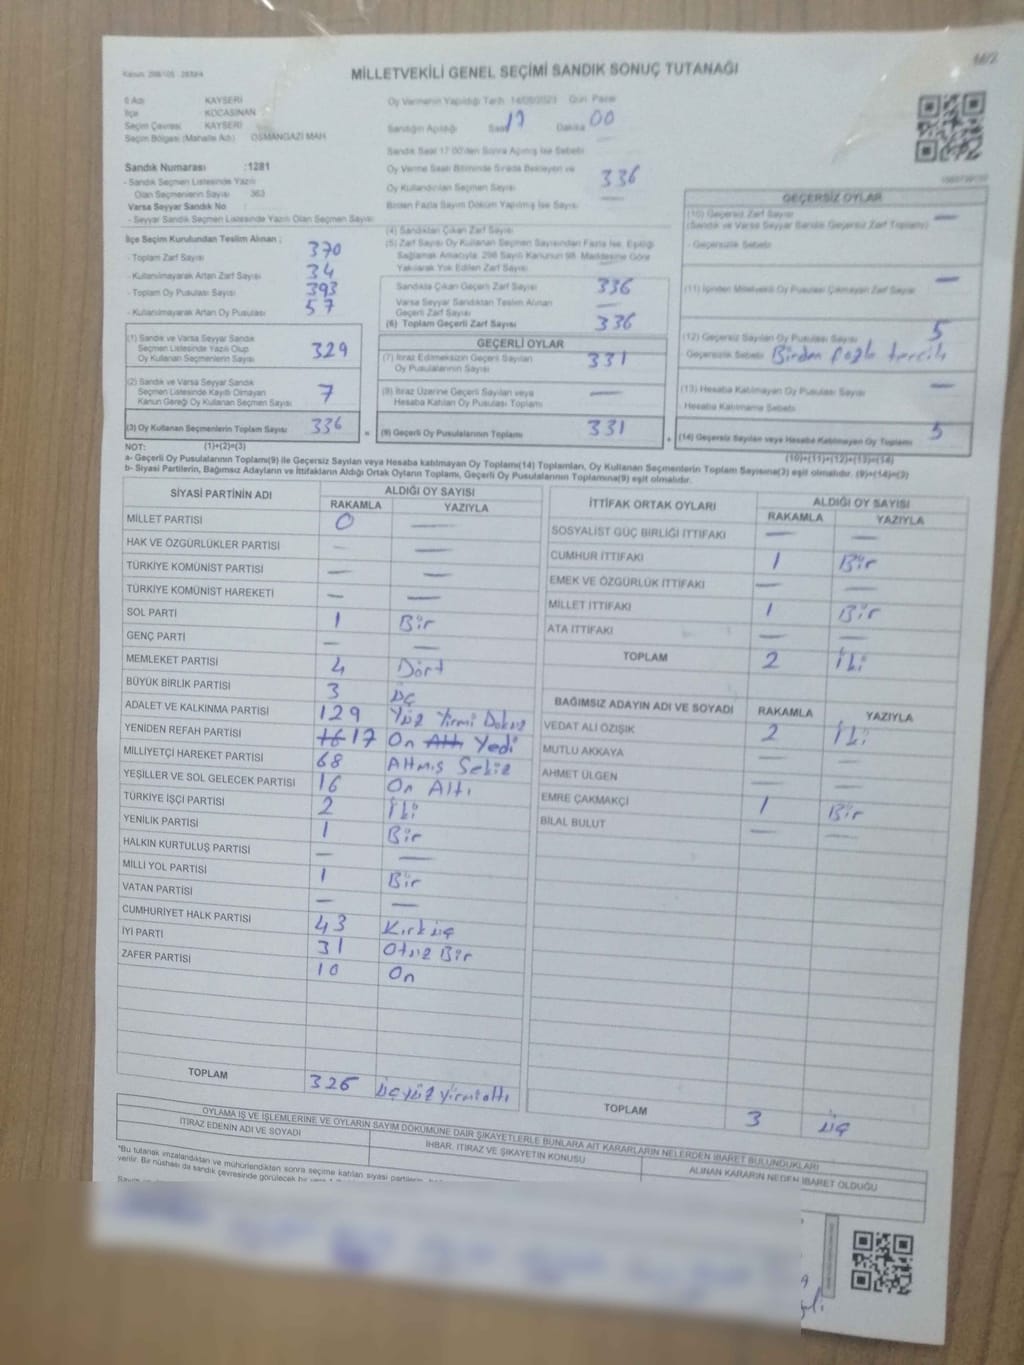 Kanun: 298/105 - 2839/4
66/2
MİLLETVEKİLİ GENEL SEÇİMİ SANDIK SONUÇ TUTANAĞI
İl Adı : KAYSERİ
İlçe : KOCASİNAN
Seçim Çevresi : KAYSERİ
Seçim Bölgesi (Mahalle Adı) : OSMANGAZİ MAH.
Sandık Numarası : 1281
- Sandık Seçmen Listesinde Yazılı
Olan Seçmenlerin Sayısı : 363
Varsa Seyyar Sandık No :
- Seyyar Sandık Seçmen Listesinde Yazılı Olan Seçmen Sayısı
Oy Vermenin Yapıldığı Tarih: 14/05/2023 Gün: Pazar
Sandığın Açıldığı Saat 17 Dakika 00
Sandık Saat 17:00'den Sonra Açılmış İse Sebebi
Oy Verme Saati Bitiminde Sırada Bekleyen ve
Oy Kullandırılan Seçmen Sayısı 336
Birden Fazla Sayım Döküm Yapılmış İse Sayısı —
İlçe Seçim Kurulundan Teslim Alınan :
- Toplam Zarf Sayısı 370
- Kullanılmayarak Artan Zarf Sayısı 34
- Toplam Oy Pusulası Sayısı 393
- Kullanılmayarak Artan Oy Pusulası 57
(1) Sandık ve Varsa Seyyar Sandık
Seçmen Listesinde Yazılı Olup
Oy Kullanan Seçmenlerin Sayısı 329
(2) Sandık ve Varsa Seyyar Sandık
Seçmen Listesinde Kayıtlı Olmayan
Kanun Gereği Oy Kullanan Seçmen Sayısı 7
(3) Oy Kullanan Seçmenlerin Toplam Sayısı 336
(4) Sandıktan Çıkan Zarf Sayısı
(5) Zarf Sayısı Oy Kullanan Seçmen Sayısından Fazla İse, Eşitliği
Sağlamak Amacıyla, 298 Sayılı Kanunun 98. Maddesine Göre
Yakılarak Yok Edilen Zarf Sayısı
Sandıkta Çıkan Geçerli Zarf Sayısı 336
Varsa Seyyar Sandıktan Teslim Alınan
Geçerli Zarf Sayısı —
(6) Toplam Geçerli Zarf Sayısı 336
GEÇERLİ OYLAR
(7) İtiraz Edilmeksizin Geçerli Sayılan
Oy Pusulalarının Sayısı 331
(8) İtiraz Üzerine Geçerli Sayılan veya
Hesaba Katılan Oy Pusulası Toplamı —
= (9) Geçerli Oy Pusulalarının Toplamı 331
GEÇERSİZ OYLAR
(10) Geçersiz Zarf Sayısı —
(Sandık ve Varsa Seyyar Sandık Geçersiz Zarf Toplamı)
- Geçersizlik Sebebi
(11) İçinden Milletvekili Oy Pusulası Çıkmayan Zarf Sayısı —
(12) Geçersiz Sayılan Oy Pusulası Sayısı 5
Geçersizlik Sebebi Birden fazla tercih
(13) Hesaba Katılmayan Oy Pusulası Sayısı —
- Hesaba Katılmama Sebebi
+ (14) Geçersiz Sayılan veya Hesaba Katılmayan Oy Toplamı 5
NOT: (1)+(2)=(3) (10)+(11)+(12)+(13)=(14)
a- Geçerli Oy Pusulalarının Toplamı(9) ile Geçersiz Sayılan veya Hesaba katılmayan Oy Toplamı(14) Toplamları, Oy Kullanan Seçmenlerin Toplam Sayısına(3) eşit olmalıdır. (9)+(14)=(3)
b- Siyasi Partilerin, Bağımsız Adayların ve İttifakların Aldığı Ortak Oyların Toplamı, Geçerli Oy Pusulalarının Toplamına(9) eşit olmalıdır.
SİYASİ PARTİNİN ADI ALDIĞI OY SAYISI
RAKAMLA YAZIYLA
MİLLET PARTİSİ 0 —
HAK VE ÖZGÜRLÜKLER PARTİSİ — —
TÜRKİYE KOMÜNİST PARTİSİ — —
TÜRKİYE KOMÜNİST HAREKETİ — —
SOL PARTİ 1 Bir
GENÇ PARTİ — —
MEMLEKET PARTİSİ 4 Dört
BÜYÜK BİRLİK PARTİSİ 3 üç
ADALET VE KALKINMA PARTİSİ 129 Yüz Yirmi Dokuz
YENİDEN REFAH PARTİSİ 16 17 On Altı Yedi
MİLLİYETÇİ HAREKET PARTİSİ 68 Altmış Sekiz
YEŞİLLER VE SOL GELECEK PARTİSİ 16 On Altı
TÜRKİYE İŞÇİ PARTİSİ 2 İki
YENİLİK PARTİSİ 1 Bir
HALKIN KURTULUŞ PARTİSİ — —
MİLLİ YOL PARTİSİ 1 Bir
VATAN PARTİSİ — —
CUMHURİYET HALK PARTİSİ 43 Kırk üç
İYİ PARTİ 31 Otuz Bir
ZAFER PARTİSİ 10 On
TOPLAM 326 üçyüz yirmi altı
İTTİFAK ORTAK OYLARI ALDIĞI OY SAYISI
RAKAMLA YAZIYLA
SOSYALİST GÜÇ BİRLİĞİ İTTİFAKI — —
CUMHUR İTTİFAKI 1 Bir
EMEK VE ÖZGÜRLÜK İTTİFAKI — —
MİLLET İTTİFAKI 1 Bir
ATA İTTİFAKI — —
TOPLAM 2 İki
BAĞIMSIZ ADAYIN ADI VE SOYADI RAKAMLA YAZIYLA
VEDAT ALİ ÖZIŞIK 2 İki
MUTLU AKKAYA — —
AHMET ÜLGEN — —
EMRE ÇAKMAKÇI 1 Bir
BİLAL BULUT — —
TOPLAM 3 üç
OYLAMA İŞ VE İŞLEMLERİNE VE OYLARIN SAYIM DÖKÜMÜNE DAİR ŞİKAYETLERLE BUNLARA AİT KARARLARIN NELERDEN İBARET BULUNDUKLARI
İTİRAZ EDENİN ADI VE SOYADI İHBAR, İTİRAZ VE ŞİKAYETİN KONUSU ALINAN KARARIN NEDEN İBARET OLDUĞU
*Bu tutanak imzalandıktan ve mühürlendikten sonra seçime katılan siyasi partilerin,
verilir. Bir nüshası da sandık çevresinde görülecek bir yere